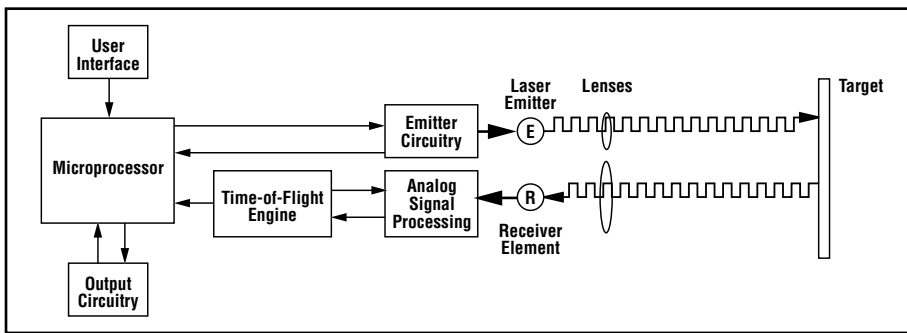 User
Interface
Microprocessor
Output
Circuitry
Time-of-Flight
Engine
Emitter
Circuitry
Analog
Signal
Processing
Laser
Emitter
E
R
Receiver
Element
Lenses
Target